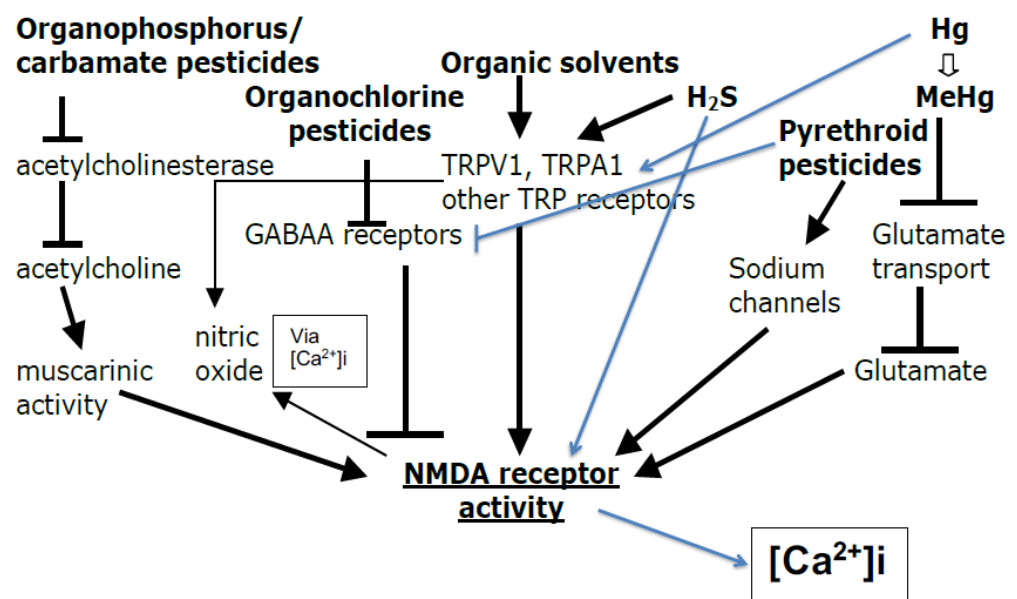 Organophosphorus/
carbamate pesticides
Organochlorine
pesticides
Organic solvents
H₂S
Hg
MeHg
Pyrethroid
pesticides
acetylcholinesterase
TRPV1, TRPA1
other TRP receptors
GABAA receptors
acetylcholine
Sodium
channels
Glutamate
transport
nitric
oxide
Via
[Ca²⁺]i
muscarinic
activity
Glutamate
NMDA receptor
activity
[Ca²⁺]i